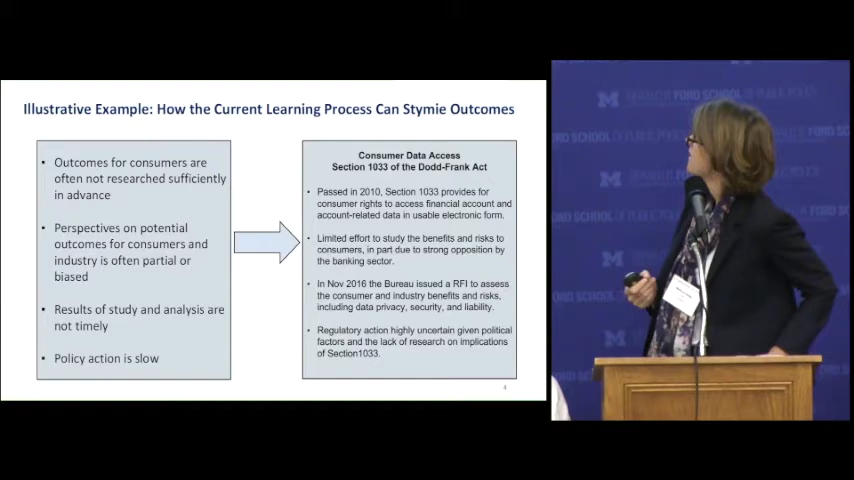 Illustrative Example: How the Current Learning Process Can Stymie Outcomes
• Outcomes for consumers are
often not researched sufficiently
in advance
• Perspectives on potential
outcomes for consumers and
industry is often partial or
biased
• Results of study and analysis are
not timely
• Policy action is slow
Consumer Data Access
Section 1033 of the Dodd-Frank Act
• Passed in 2010, Section 1033 provides for
consumer rights to access financial account and
account-related data in usable electronic form.
• Limited effort to study the benefits and risks to
consumers, in part due to strong opposition by
the banking sector.
• In Nov 2016 the Bureau issued a RFI to assess
the consumer and industry benefits and risks,
including data privacy, security, and liability.
• Regulatory action highly uncertain given political
factors and the lack of research on implications
of Section1033.
4
M
FORD SCHOOL OF PUBLIC POLICY
FORD SCHOOL